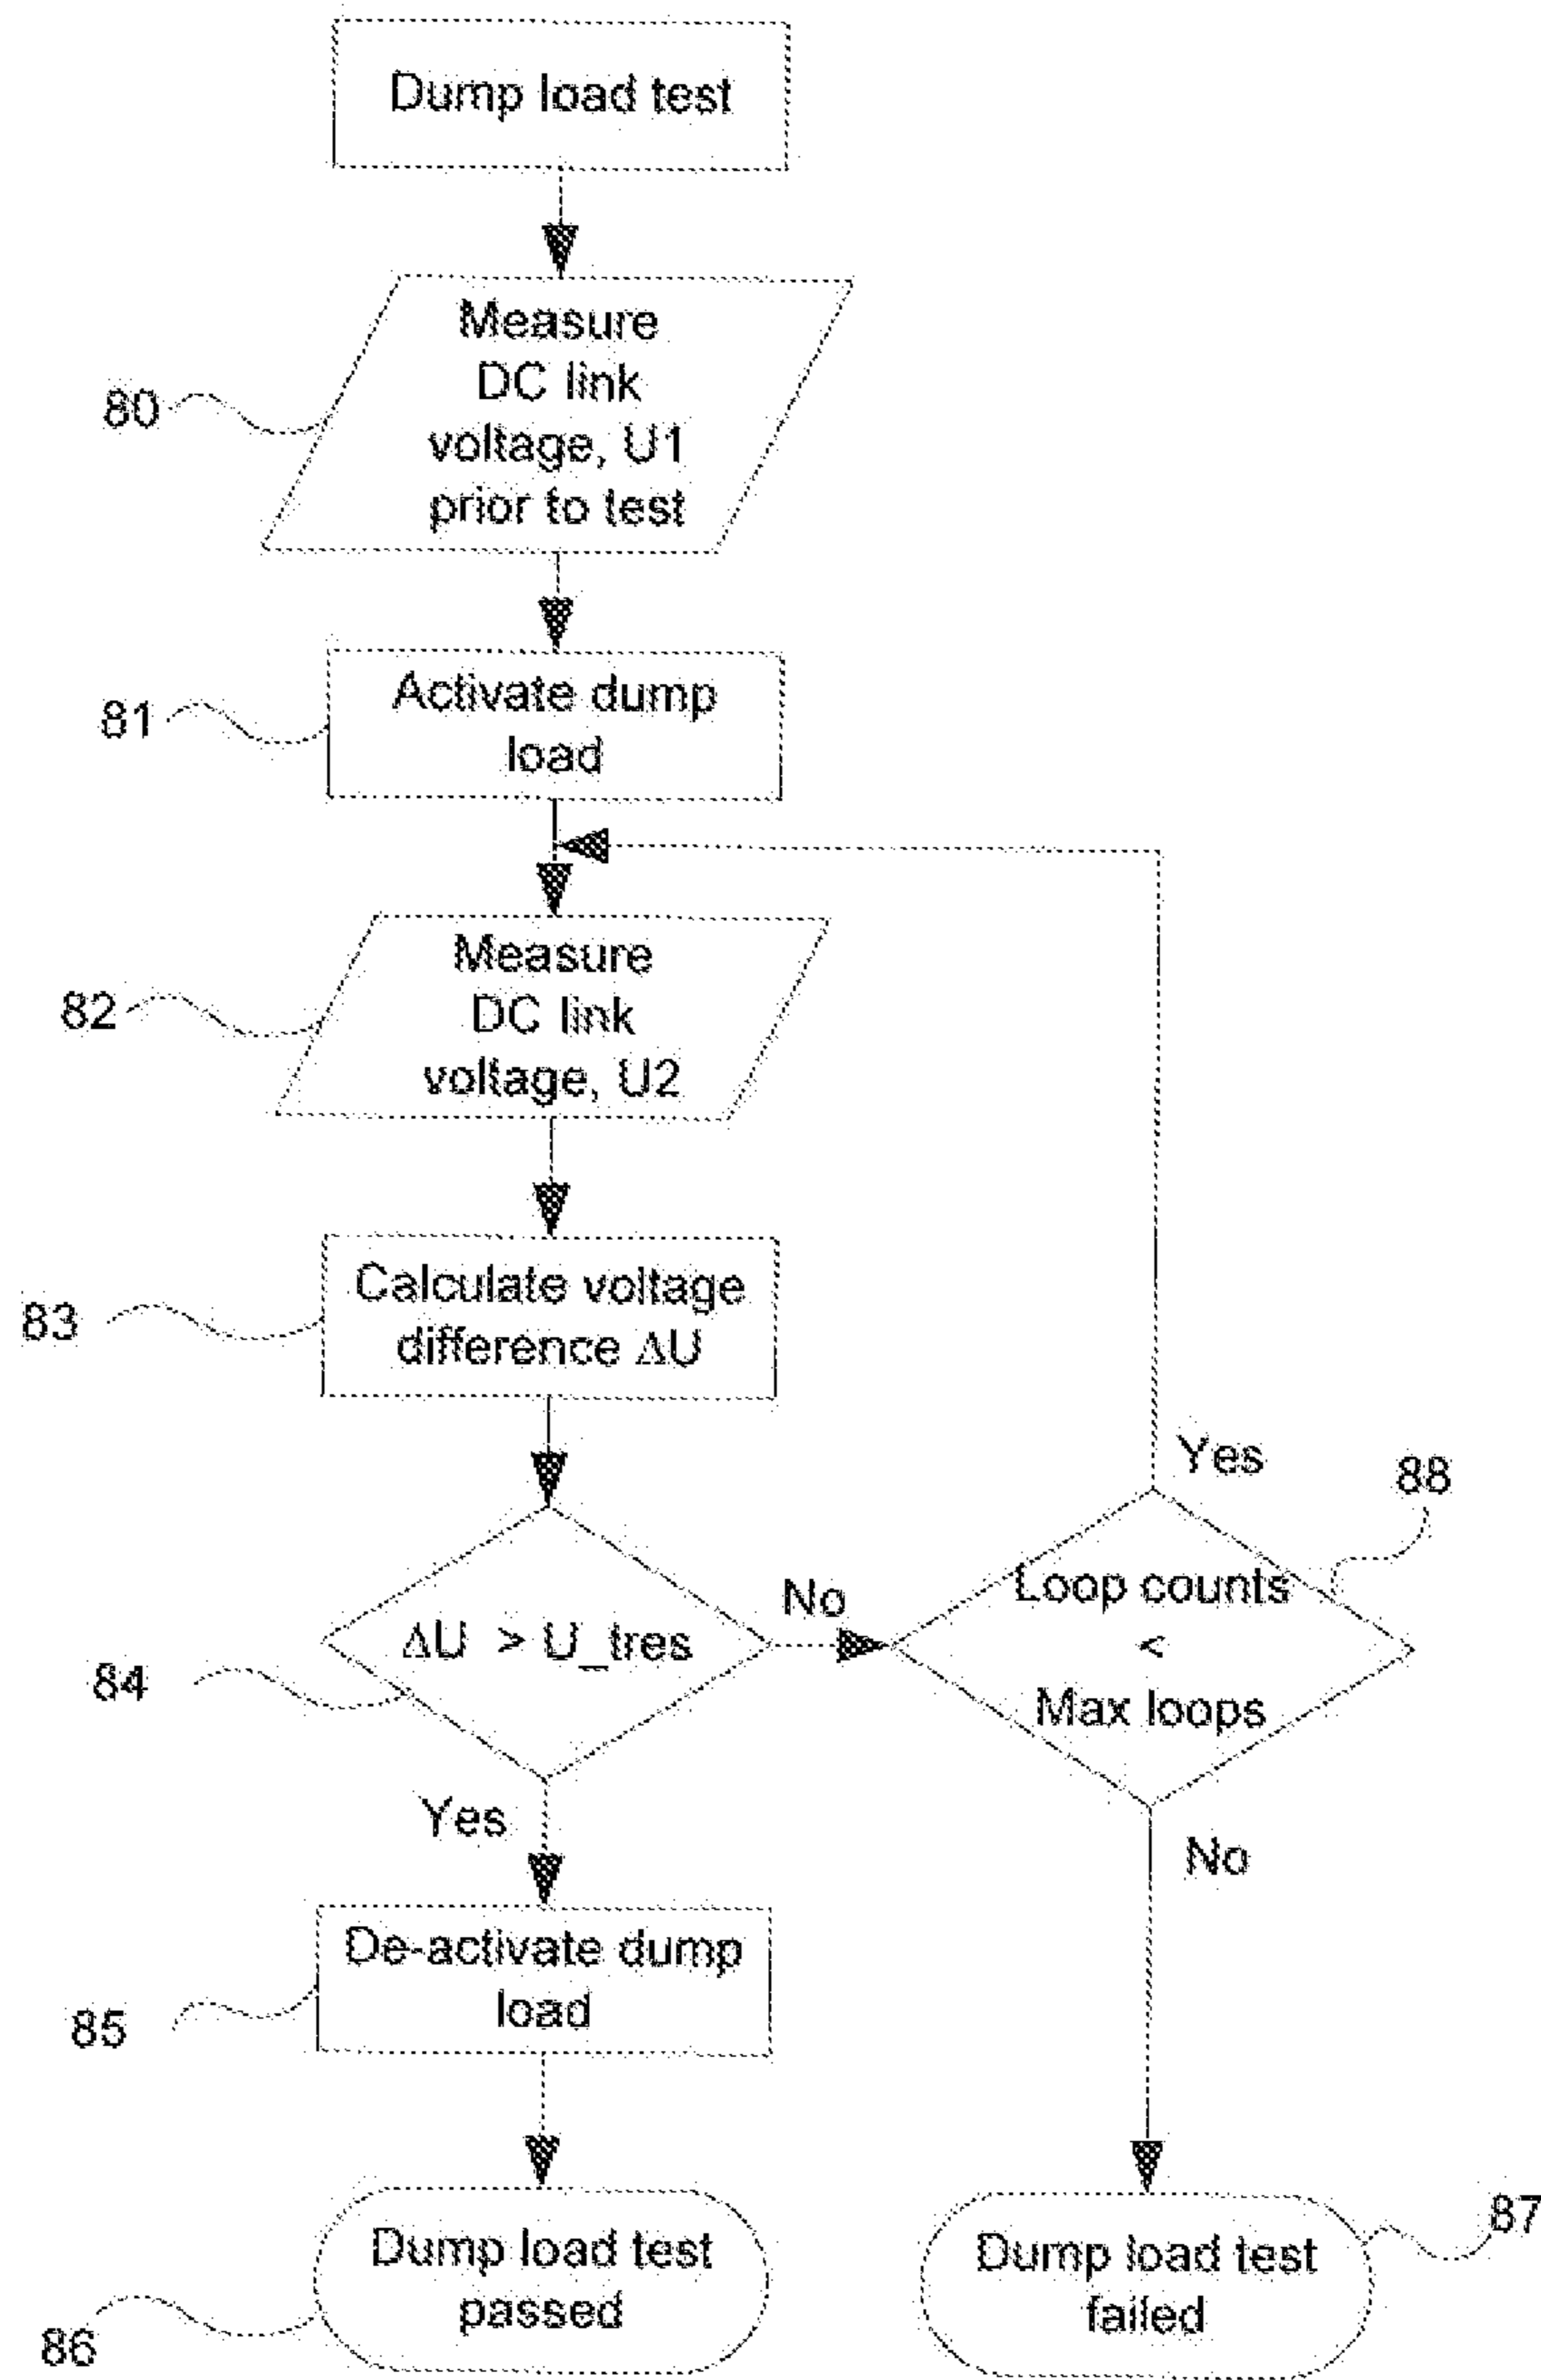 Dump load test
Measure
DC link
voltage, U1
prior to test
80
Activate dump
load
81
Measure
DC link
voltage, U2
82
Calculate voltage
difference ΔU
83
ΔU > U_tres
84
No
Yes
Loop counts
<
Max loops
88
Yes
No
De-activate dump
load
85
Dump load test
passed
86
Dump load test
failed
87